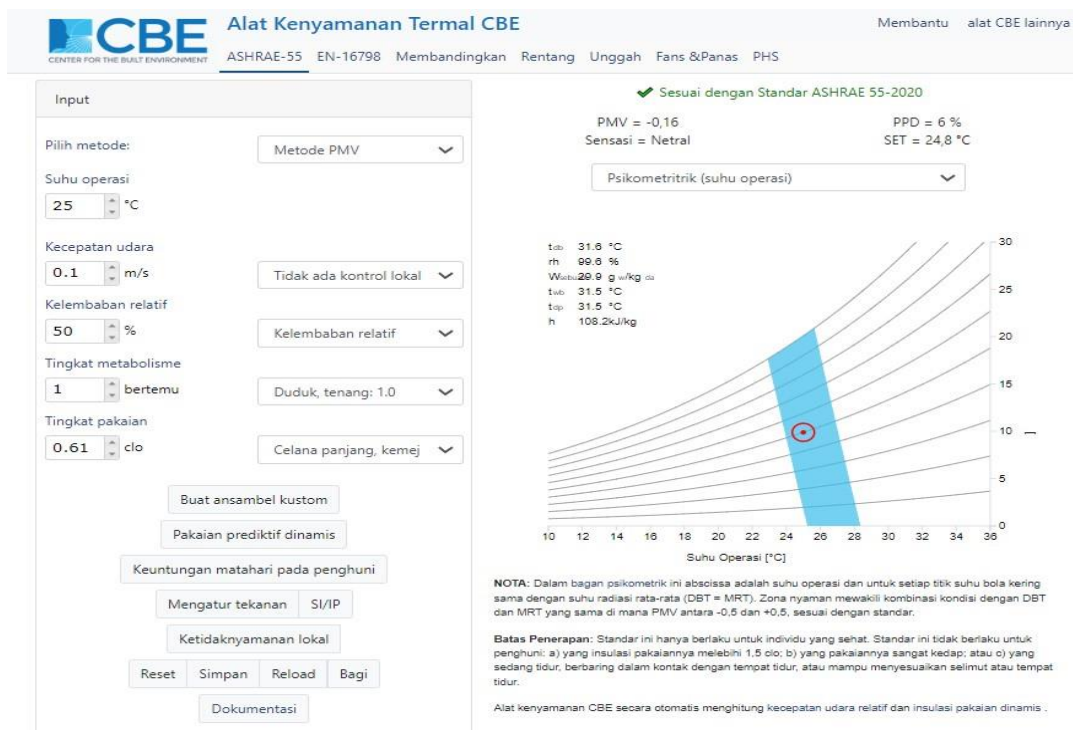 CBE
CENTER FOR THE BUILT ENVIRONMENT
Alat Kenyamanan Termal CBE
Membantu alat CBE lainnya
ASHRAE-55 EN-16798 Membandingkan Rentang Unggah Fans &Panas PHS
Input
Pilih metode:
Metode PMV
Suhu operasi
25 °C
Kecepatan udara
0.1 m/s
Tidak ada kontrol lokal
Kelembaban relatif
50 %
Kelembaban relatif
Tingkat metabolisme
1 bertemu
Duduk, tenang: 1.0
Tingkat pakaian
0.61 clo
Celana panjang, kemej
Buat ansambel kustom
Pakaian prediktif dinamis
Keuntungan matahari pada penghuni
Mengatur tekanan SI/IP
Ketidaknyamanan lokal
Reset Simpan Reload Bagi
Dokumentasi
Sesuai dengan Standar ASHRAE 55-2020
PMV = -0,16 PPD = 6 %
Sensasi = Netral SET = 24,8 °C
Psikometritrik (suhu operasi)
tdb 31.6 °C
rh 99.6 %
29.9 g w/kg da
twb 31.5 °C
tdp 31.5 °C
h 108.2kJ/kg
30
25
20
15
10
5
0
10 12 14 16 18 20 22 24 26 28 30 32 34 36
Suhu Operasi [°C]
NOTA: Dalam bagan psikometrik ini abscissa adalah suhu operasi dan untuk setiap titik suhu bola kering
sama dengan suhu radiasi rata-rata (DBT = MRT). Zona nyaman mewakili kombinasi kondisi dengan DBT
dan MRT yang sama di mana PMV antara -0,5 dan +0,5, sesuai dengan standar.
Batas Penerapan: Standar ini hanya berlaku untuk individu yang sehat. Standar ini tidak berlaku untuk
penghuni: a) yang insulasi pakaiannya melebihi 1,5 clo; b) yang pakaiannya sangat kedap; atau c) yang
sedang tidur, berbaring dalam kontak dengan tempat tidur, atau mampu menyesuaikan selimut atau tempat
tidur.
Alat kenyamanan CBE secara otomatis menghitung kecepatan udara relatif dan insulasi pakaian dinamis .